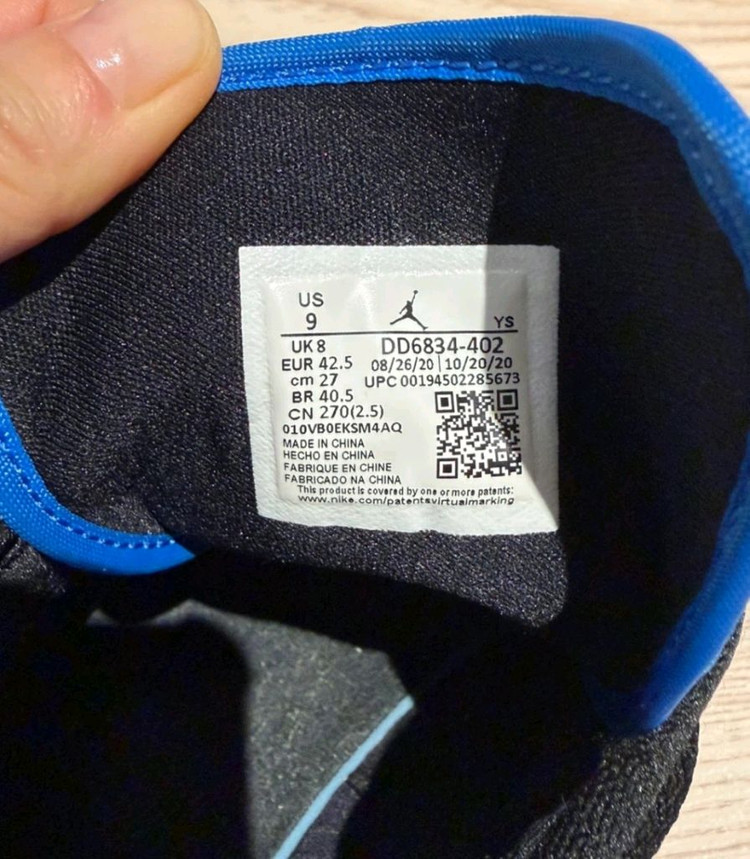 US
9
YS
UK 8
DD6834-402
EUR 42.5
08/26/20 | 10/20/20
cm 27
UPC 00194502285673
BR 40.5
CN 270(2.5)
010VB0EKSM4AQ
MADE IN CHINA
HECHO EN CHINA
FABRIQUE EN CHINE
FABRICADO NA CHINA
This product is covered by one or more patents:
www.nike.com/patentsvirtualmarking